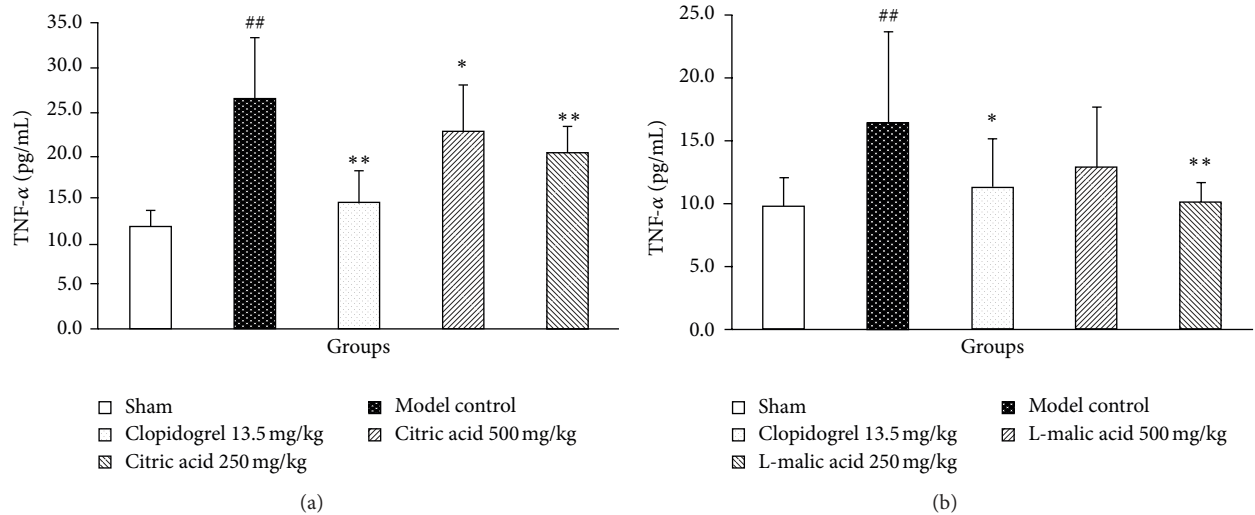 35.0
30.0
25.0
20.0
15.0
10.0
5.0
0.0
TNF-α (pg/mL)
##
**
*
**
Groups
Sham
Model control
Clopidogrel 13.5 mg/kg
Citric acid 500 mg/kg
Citric acid 250 mg/kg
(a)
25.0
20.0
15.0
10.0
5.0
0.0
TNF-α (pg/mL)
##
*
**
Groups
Sham
Model control
Clopidogrel 13.5 mg/kg
L-malic acid 500 mg/kg
L-malic acid 250 mg/kg
(b)